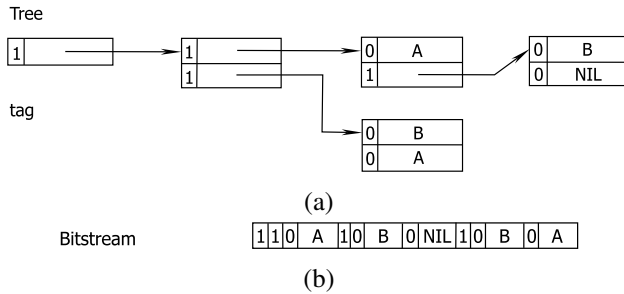 Tree
1 1 0 A 0 B
1 1 0 NIL
tag
0 B
0 A
(a)
Bitstream 1 1 0 A 1 0 B 0 NIL 1 0 B 0 A
(b)